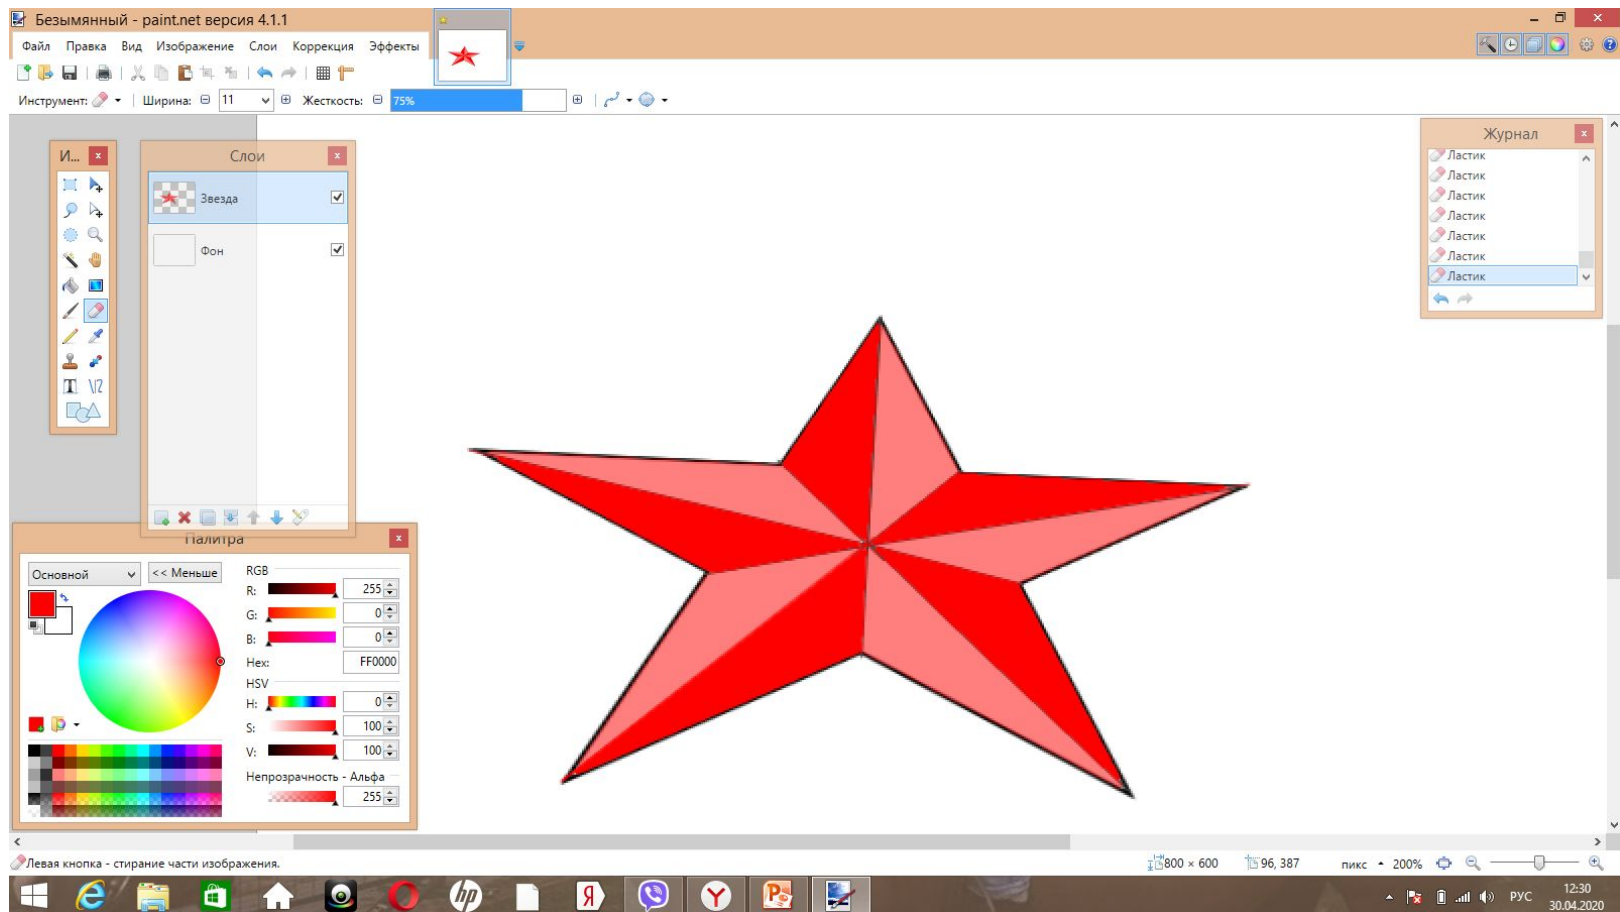 Безымянный - paint.net версия 4.1.1
Файл Правка Вид Изображение Слои Коррекция Эффекты
Инструмент: Ширина: 11 Жесткость: 75%
И...
Слои
Звезда
Фон
Журнал
Ластик
Ластик
Ластик
Ластик
Ластик
Ластик
Ластик
Палитра
Основной << Меньше
RGB
R: 255
G: 0
B: 0
Hex: FF0000
HSV
H: 0
S: 100
V: 100
Непрозрачность - Альфа
255
Левая кнопка - стирание части изображения.
800 × 600 96, 387 пикс 200%
hp Я Y P
РУС 12:30
30.04.2020